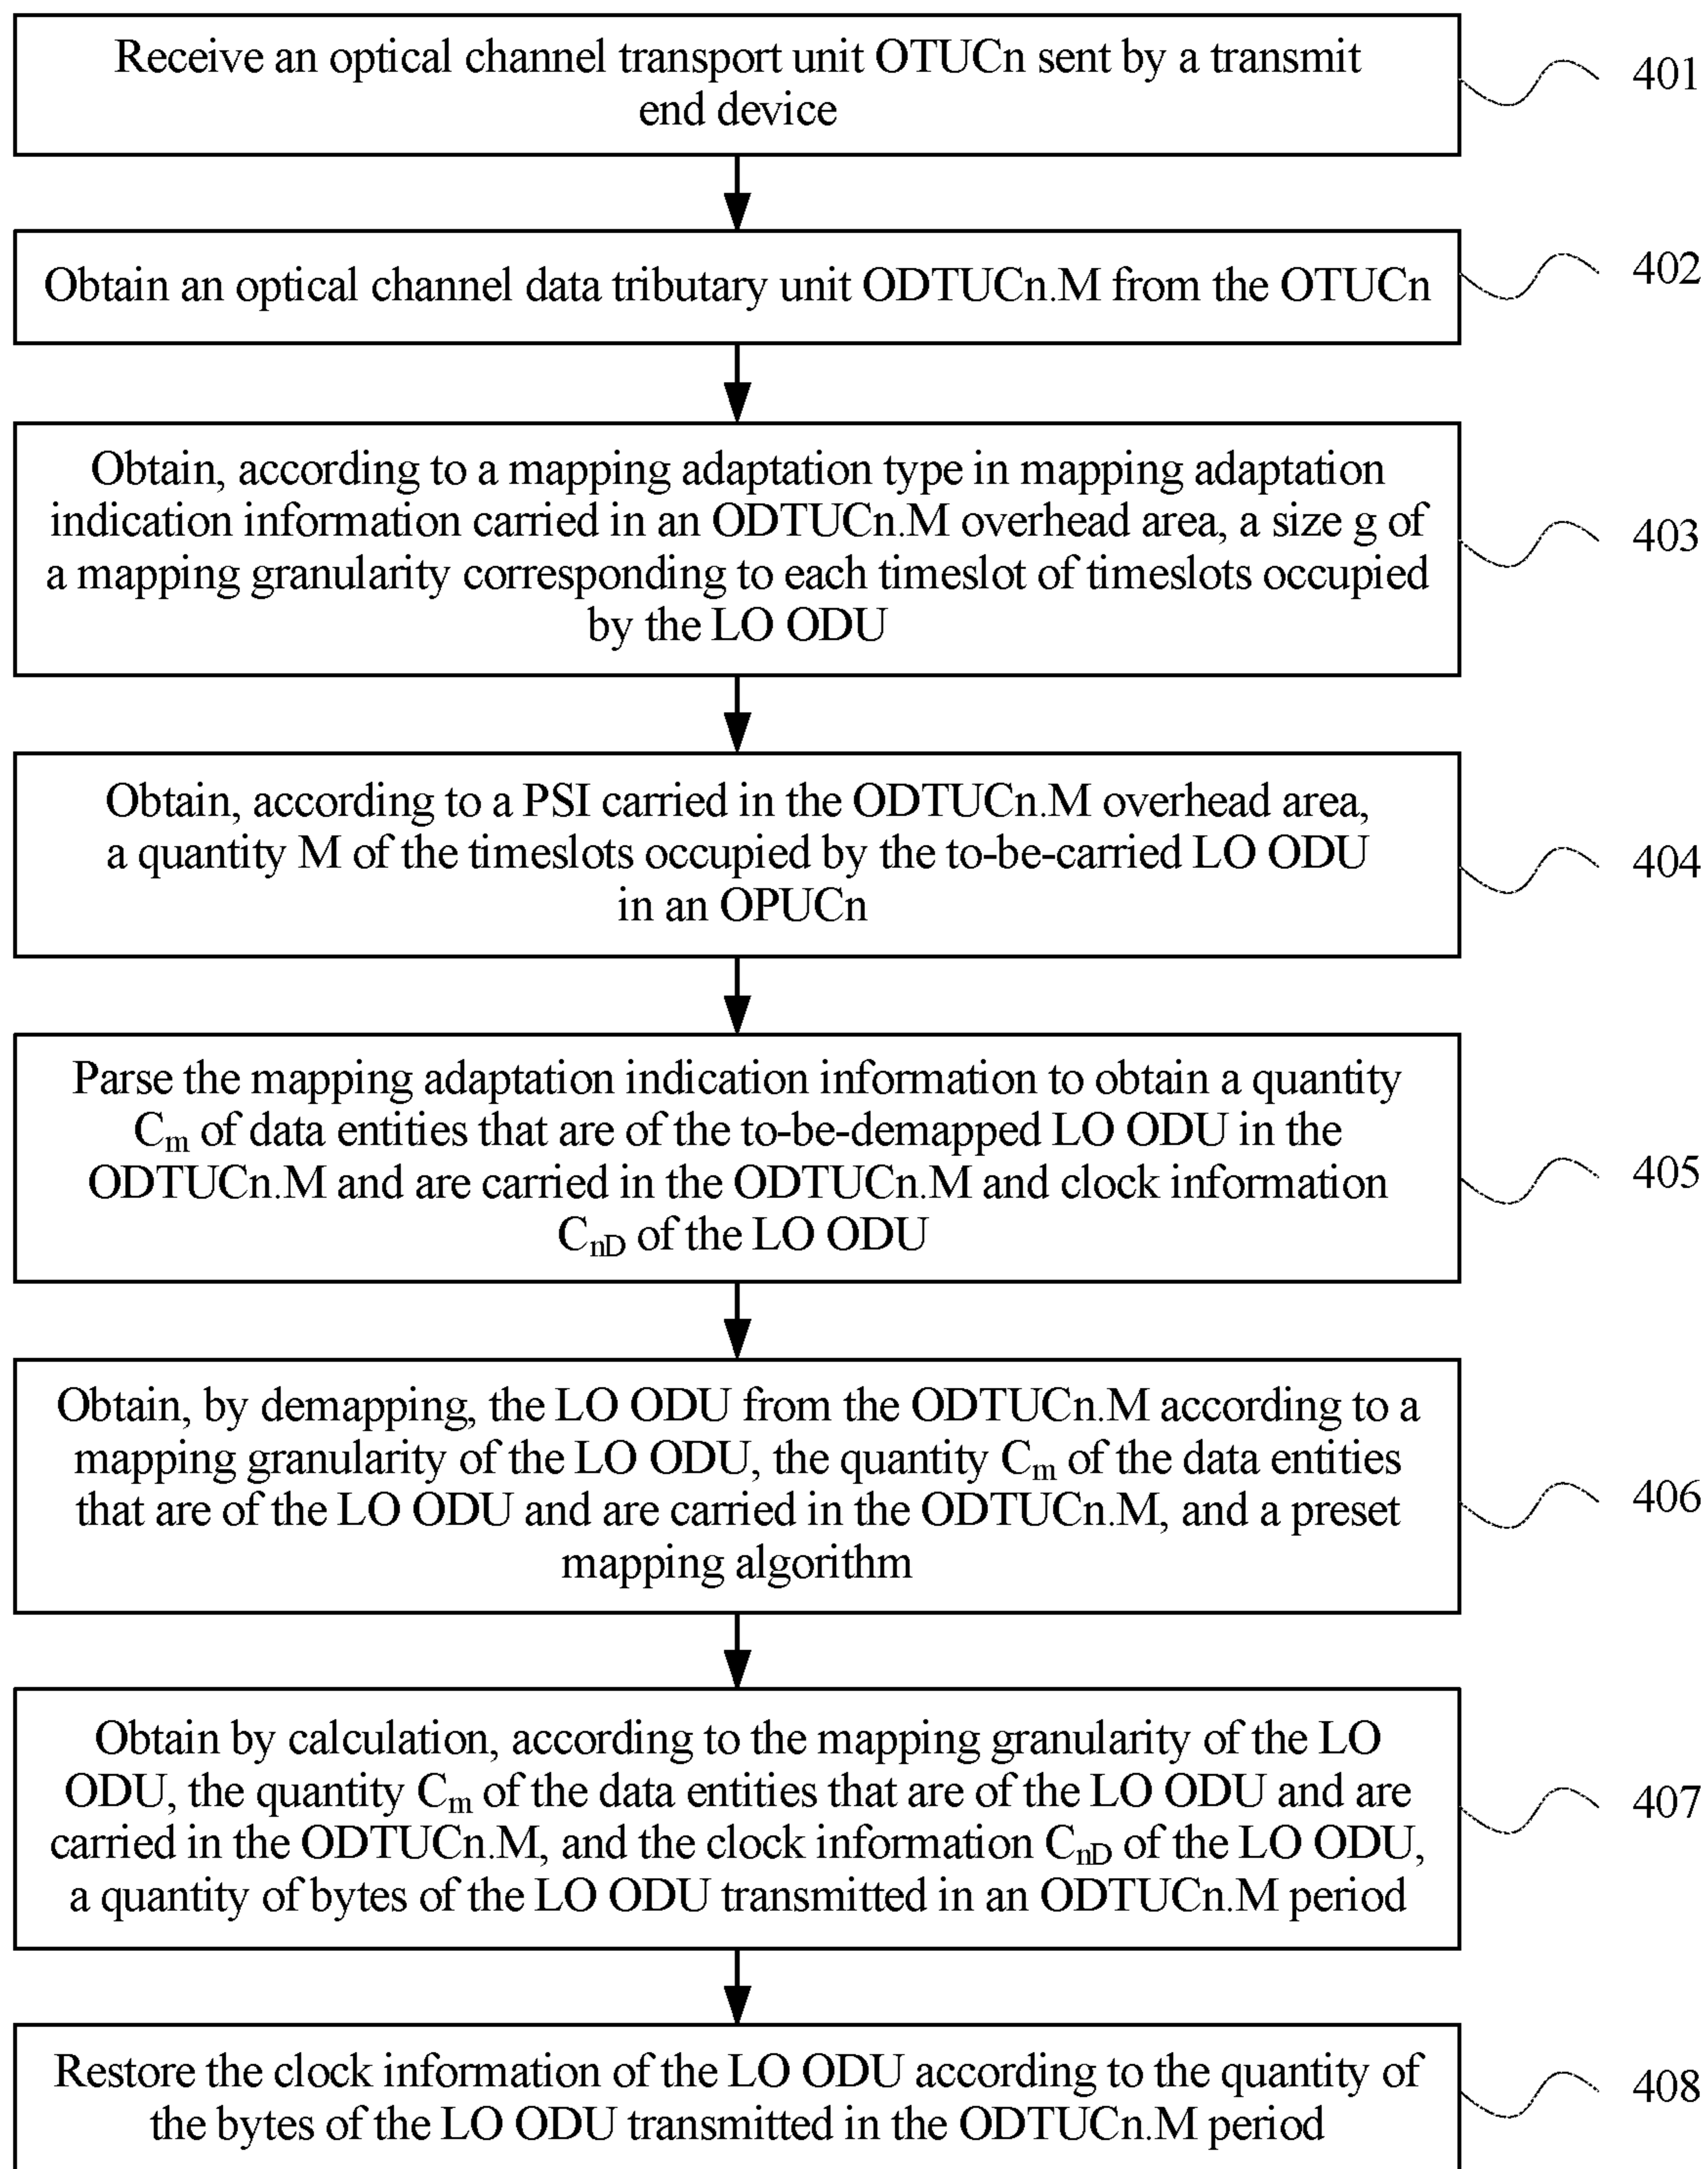 Receive an optical channel transport unit OTUCn sent by a transmit
end device
401
Obtain an optical channel data tributary unit ODTUCn.M from the OTUCn
402
Obtain, according to a mapping adaptation type in mapping adaptation
indication information carried in an ODTUCn.M overhead area, a size g of
a mapping granularity corresponding to each timeslot of timeslots occupied
by the LO ODU
403
Obtain, according to a PSI carried in the ODTUCn.M overhead area,
a quantity M of the timeslots occupied by the to-be-carried LO ODU
in an OPUCn
404
Parse the mapping adaptation indication information to obtain a quantity
Cm of data entities that are of the to-be-demapped LO ODU in the
ODTUCn.M and are carried in the ODTUCn.M and clock information
CnD of the LO ODU
405
Obtain, by demapping, the LO ODU from the ODTUCn.M according to a
mapping granularity of the LO ODU, the quantity Cm of the data entities
that are of the LO ODU and are carried in the ODTUCn.M, and a preset
mapping algorithm
406
Obtain by calculation, according to the mapping granularity of the LO
ODU, the quantity Cm of the data entities that are of the LO ODU and are
carried in the ODTUCn.M, and the clock information CnD of the LO ODU,
a quantity of bytes of the LO ODU transmitted in an ODTUCn.M period
407
Restore the clock information of the LO ODU according to the quantity of
the bytes of the LO ODU transmitted in the ODTUCn.M period
408